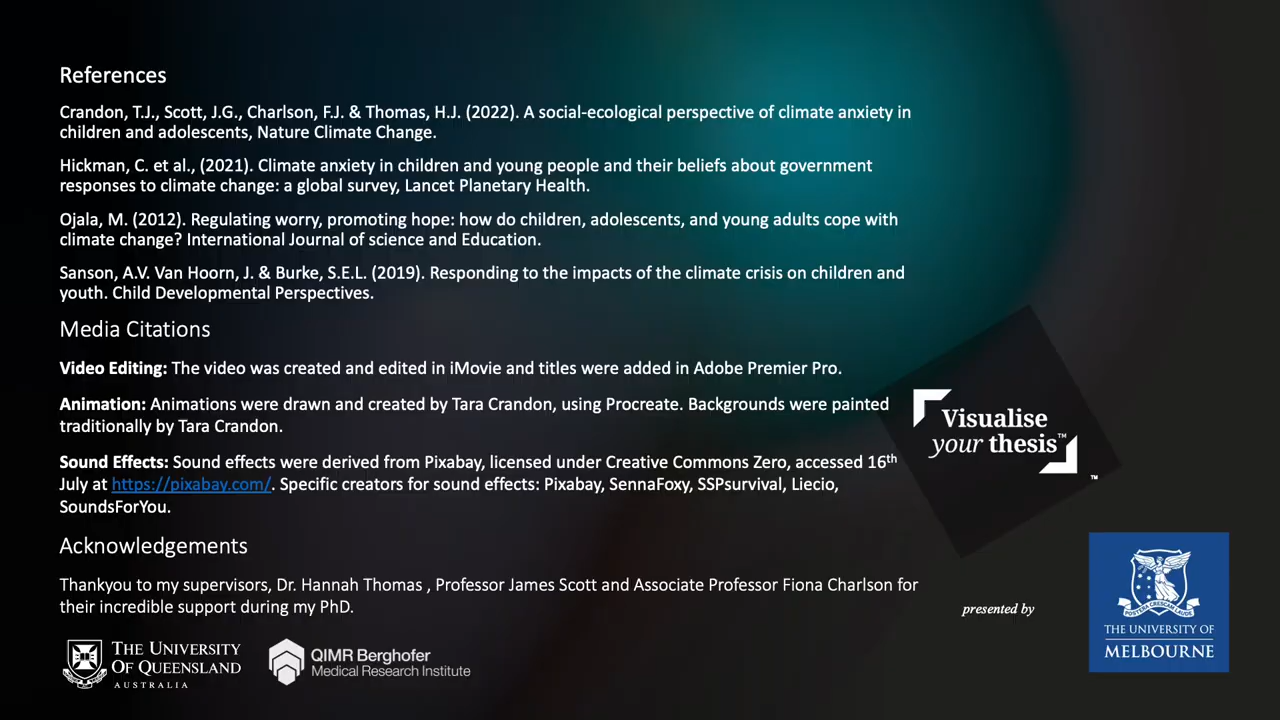 References
Crandon, T.J., Scott, J.G., Charlson, F.J. & Thomas, H.J. (2022). A social-ecological perspective of climate anxiety in
children and adolescents, Nature Climate Change.
Hickman, C. et al., (2021). Climate anxiety in children and young people and their beliefs about government
responses to climate change: a global survey, Lancet Planetary Health.
Ojala, M. (2012). Regulating worry, promoting hope: how do children, adolescents, and young adults cope with
climate change? International Journal of science and Education.
Sanson, A.V. Van Hoorn, J. & Burke, S.E.L. (2019). Responding to the impacts of the climate crisis on children and
youth. Child Developmental Perspectives.
Media Citations
Video Editing: The video was created and edited in iMovie and titles were added in Adobe Premier Pro.
Animation: Animations were drawn and created by Tara Crandon, using Procreate. Backgrounds were painted
traditionally by Tara Crandon.
Sound Effects: Sound effects were derived from Pixabay, licensed under Creative Commons Zero, accessed 16th
July at https://pixabay.com/. Specific creators for sound effects: Pixabay, SennaFoxy, SSPsurvival, Liecio,
SoundsForYou.
Acknowledgements
Thankyou to my supervisors, Dr. Hannah Thomas , Professor James Scott and Associate Professor Fiona Charlson for
their incredible support during my PhD.
THE UNIVERSITY
OF QUEENSLAND
AUSTRALIA
QIMR Berghofer
Medical Research Institute
Visualise
your thesis™
™
presented by
POSTERA CRESCAM LAUDE
THE UNIVERSITY OF
MELBOURNE